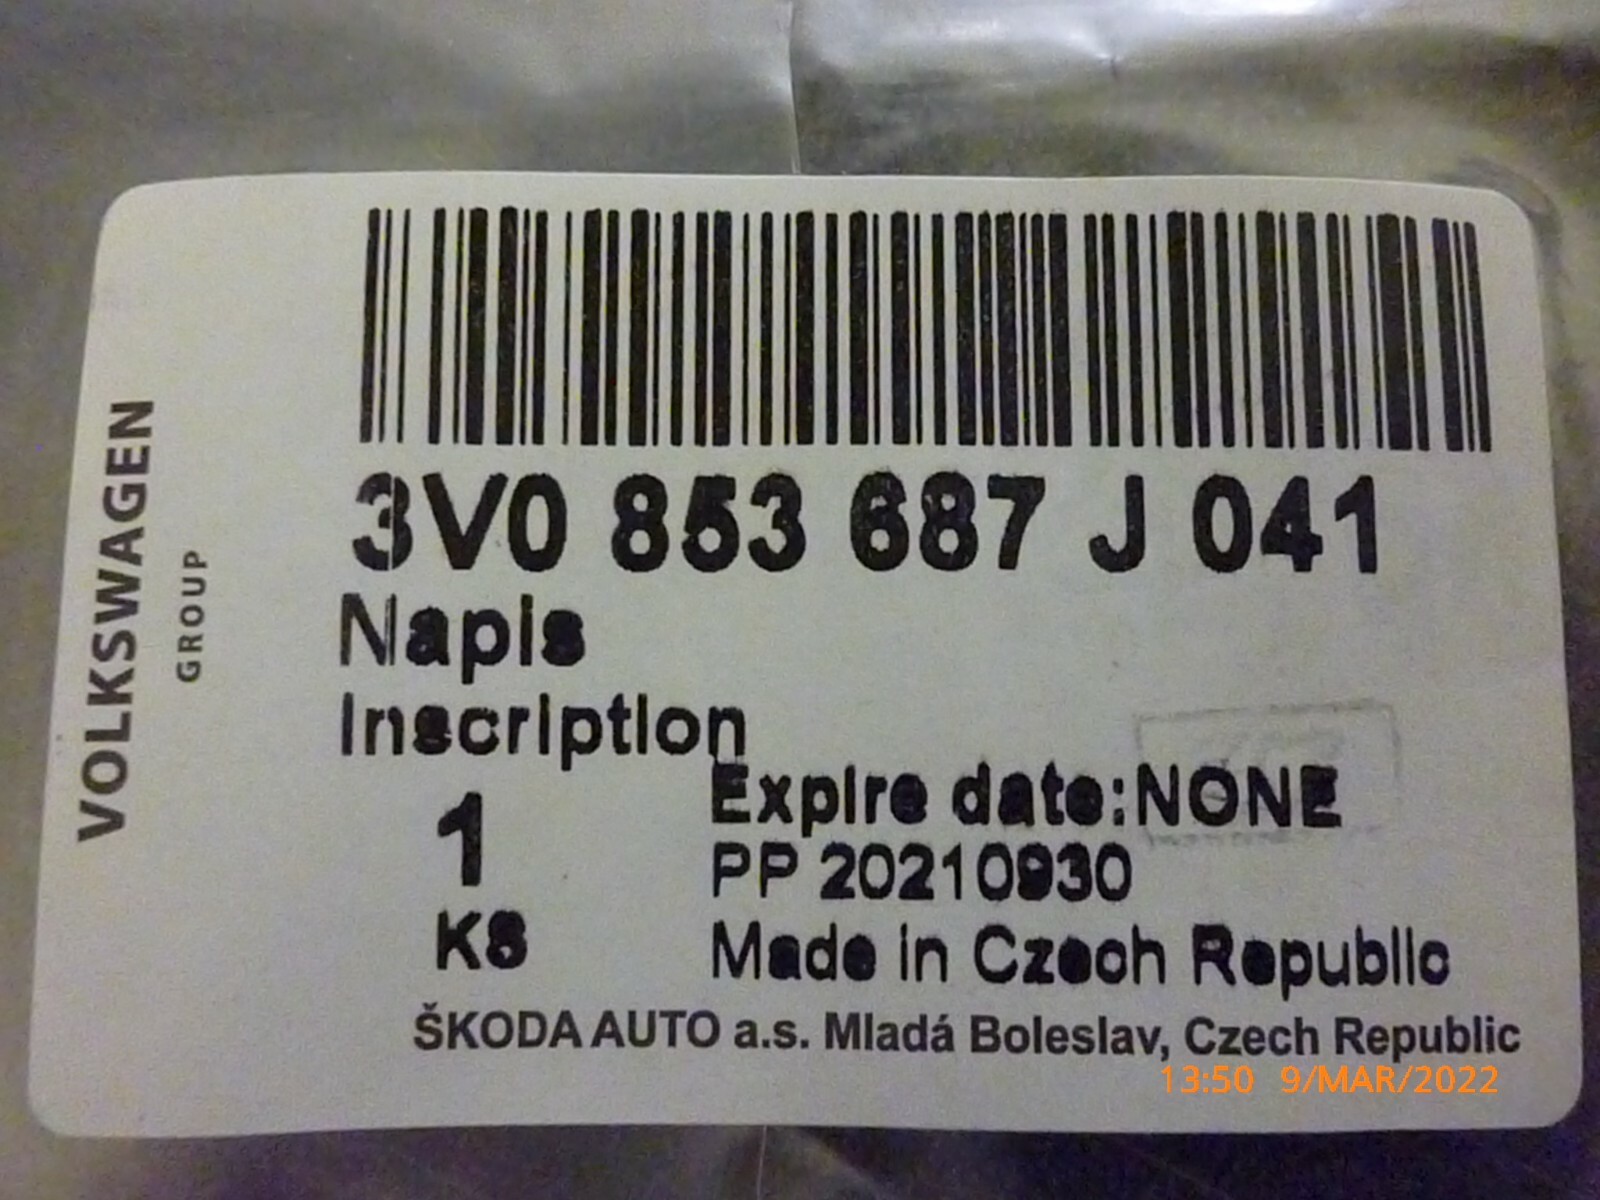 VOLKSWAGEN
GROUP
3V0 853 687 J 041
Napis
Inscription
1
KS
Expire date:NONE
PP 20210930
Made in Czech Republic
ŠKODA AUTO a.s. Mladá Boleslav, Czech Republic
13:50 9/MAR/2022